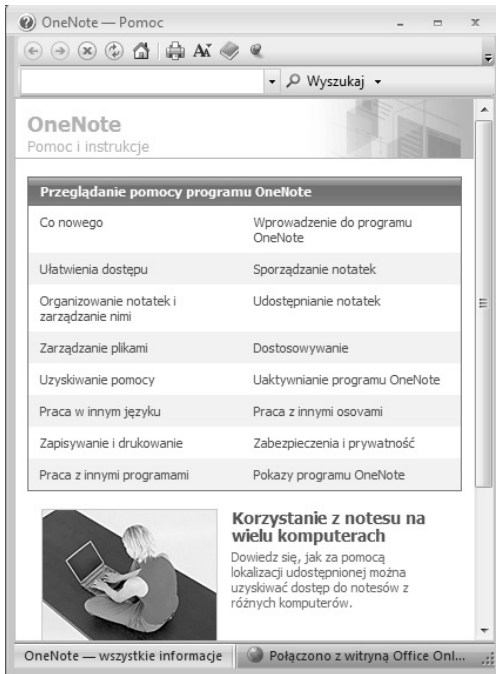 OneNote — Pomoc
Wyszukaj
OneNote
Pomoc i instrukcje
Przeglądanie pomocy programu OneNote
Co nowego
Wprowadzenie do programu
OneNote
Ułatwienia dostępu
Sporządzanie notatek
Organizowanie notatek i
zarządzanie nimi
Udostępnianie notatek
Zarządzanie plikami
Dostosowywanie
Uzyskiwanie pomocy
Uaktywnianie programu OneNote
Praca w innym języku
Praca z innymi osovami
Zapisywanie i drukowanie
Zabezpieczenia i prywatność
Praca z innymi programami
Pokazy programu OneNote
Korzystanie z notesu na
wielu komputerach
Dowiedz się, jak za pomocą
lokalizacji udostępnionej można
uzyskiwać dostęp do notesów z
różnych komputerów.
OneNote — wszystkie informacje
Połączono z witryną Office Onl...